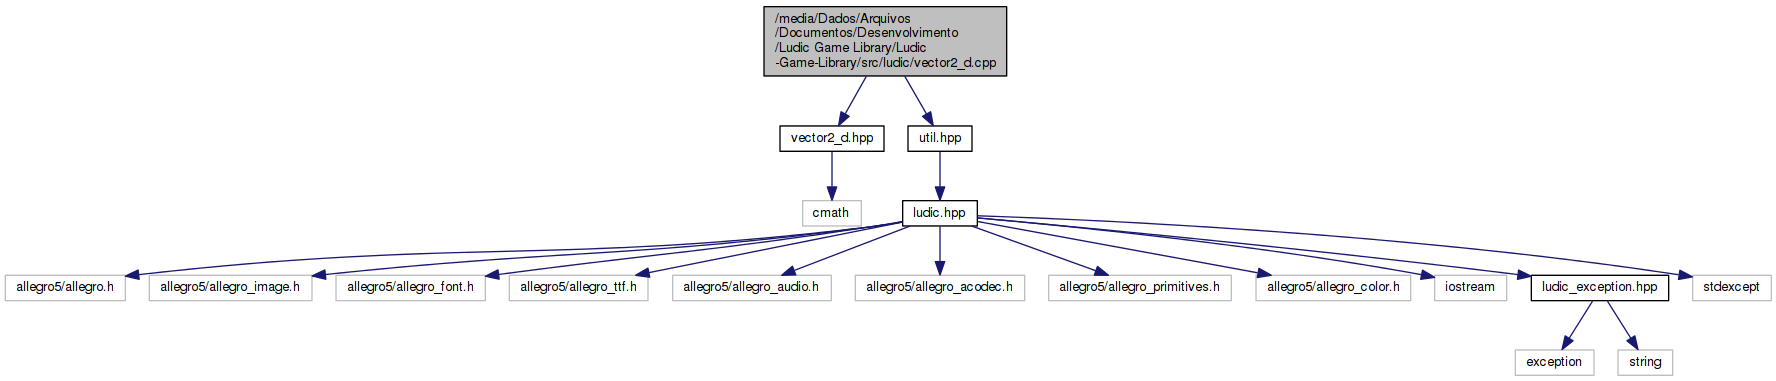 /media/Dados/Arquivos
/Documentos/Desenvolvimento
/Ludic Game Library/Ludic
-Game-Library/src/ludic/vector2_d.cpp
vector2_d.hpp
util.hpp
cmath
ludic.hpp
allegro5/allegro.h
allegro5/allegro_image.h
allegro5/allegro_font.h
allegro5/allegro_ttf.h
allegro5/allegro_audio.h
allegro5/allegro_acodec.h
allegro5/allegro_primitives.h
allegro5/allegro_color.h
iostream
ludic_exception.hpp
stdexcept
exception
string